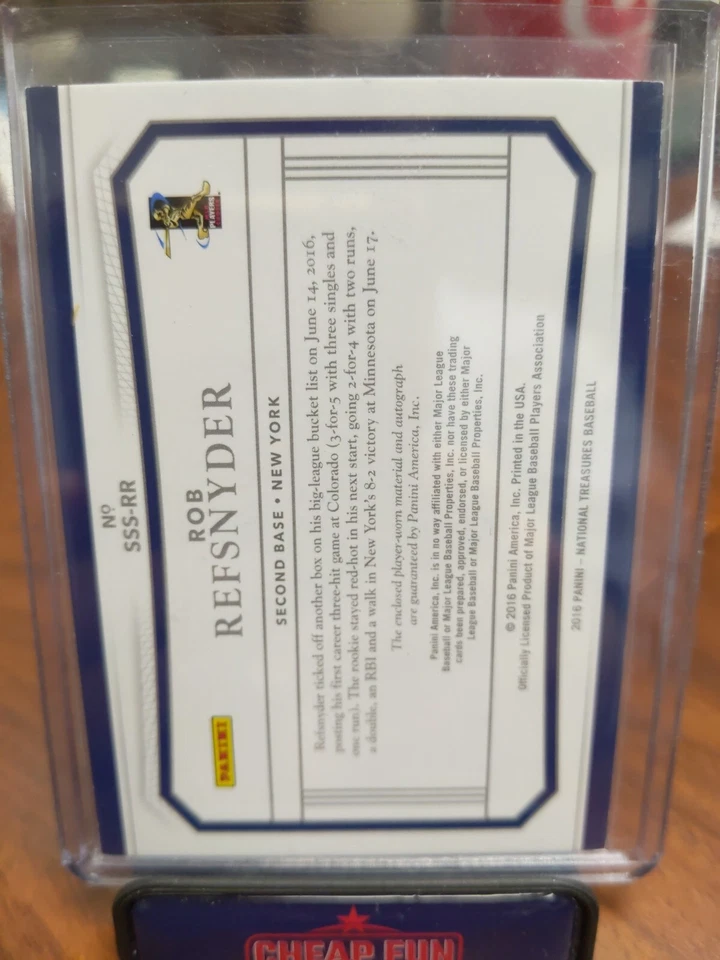 Nº
SSS-RR
ROB
REFSNYDER
PANINI
PLAYERS
SECOND BASE • NEW YORK
Refsnyder ticked off another box on his big-league bucket list on June 14, 2016,
posting his first career three-hit game at Colorado (3-for-5 with three singles and
one run). The rookie stayed red-hot in his next start, going 2-for-4 with two runs,
a double, an RBI and a walk in New York's 8-2 victory at Minnesota on June 17.
The enclosed player-worn material and autograph
are guaranteed by Panini America, Inc.
Panini America, Inc. is in no way affiliated with either Major League
Baseball or Major League Baseball Properties, Inc. nor have these trading
cards been prepared, approved, endorsed, or licensed by either Major
League Baseball or Major League Baseball Properties, Inc.
© 2016 Panini America, Inc. Printed in the USA.
Officially Licensed Product of Major League Baseball Players Association
2016 PANINI – NATIONAL TREASURES BASEBALL
CHEAP FUN